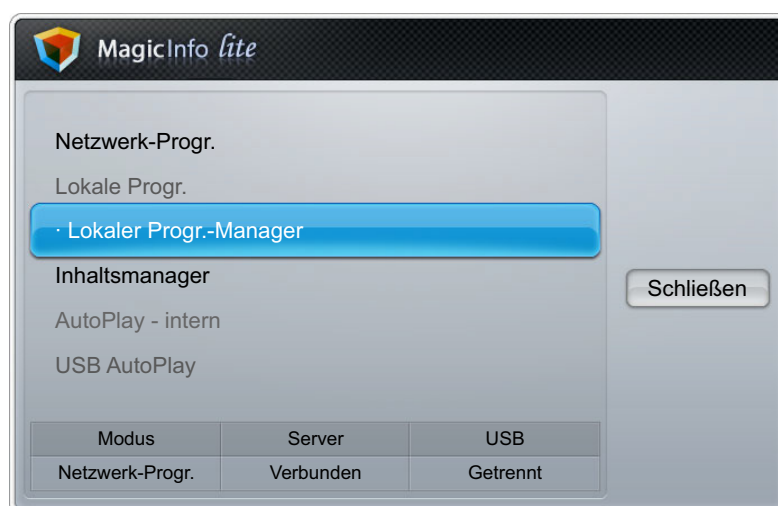 MagicInfo lite
Netzwerk-Progr.
Lokale Progr.
· Lokaler Progr.-Manager
Inhaltsmanager
AutoPlay - intern
USB AutoPlay
Schließen
Modus Server USB
Netzwerk-Progr. Verbunden Getrennt